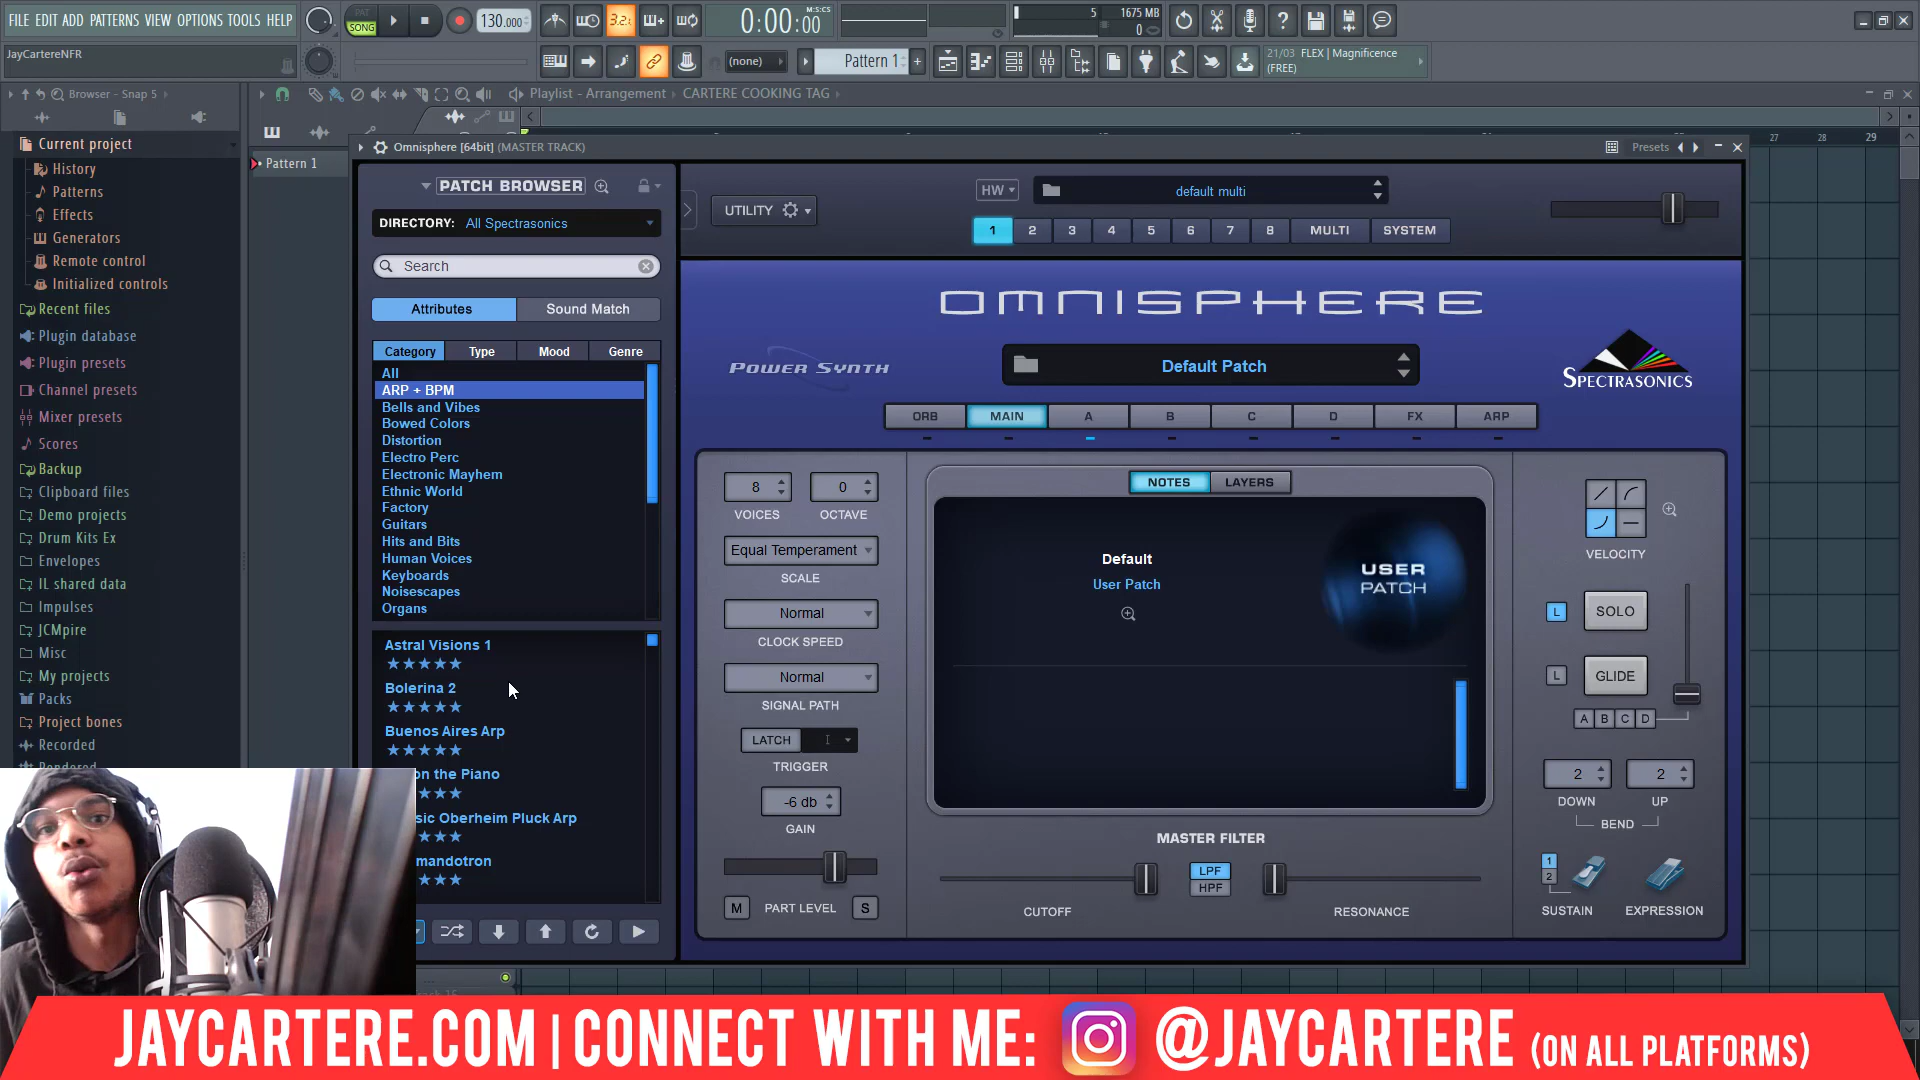 FILE EDIT ADD PATTERNS VIEW OPTIONS TOOLS HELP
PAT
SONG
130.000
3.2.
0:00:00
M:S:CS
5
1675 MB
0
JayCartereNFR
(none)
Pattern 1
+
21/03 FLEX | Magnificence
(FREE)
Browser - Snap 5
Playlist - Arrangement
CARTERE COOKING TAG
27
28
29
Current project
History
Patterns
Effects
Generators
Remote control
Initialized controls
Recent files
Plugin database
Plugin presets
Channel presets
Mixer presets
Scores
Backup
Clipboard files
Demo projects
Drum Kits Ex
Envelopes
IL shared data
Impulses
JCMpire
Misc
My projects
Packs
Project bones
Recorded
Rendered
Pattern 1
Omnisphere [64bit] (MASTER TRACK)
Presets
PATCH BROWSER
DIRECTORY: All Spectrasonics
Search
Attributes
Sound Match
Category
Type
Mood
Genre
All
ARP + BPM
Bells and Vibes
Bowed Colors
Distortion
Electro Perc
Electronic Mayhem
Ethnic World
Factory
Guitars
Hits and Bits
Human Voices
Keyboards
Noisescapes
Organs
Astral Visions 1
Bolerina 2
Buenos Aires Arp
on the Piano
sic Oberheim Pluck Arp
mandotron
UTILITY
HW
default multi
1
2
3
4
5
6
7
8
MULTI
SYSTEM
OMNISPHERE
POWER SYNTH
Default Patch
SPECTRASONICS
ORB
MAIN
A
B
C
D
FX
ARP
8
0
VOICES
OCTAVE
Equal Temperament
SCALE
Normal
CLOCK SPEED
Normal
SIGNAL PATH
LATCH
TRIGGER
-6 db
GAIN
M
PART LEVEL
S
NOTES
LAYERS
Default
User Patch
USER
PATCH
MASTER FILTER
LPF
HPF
CUTOFF
RESONANCE
VELOCITY
L
SOLO
L
GLIDE
A
B
C
D
2
2
DOWN
UP
BEND
1
2
SUSTAIN
EXPRESSION
JAYCARTERE.COM | CONNECT WITH ME: @JAYCARTERE (ON ALL PLATFORMS)